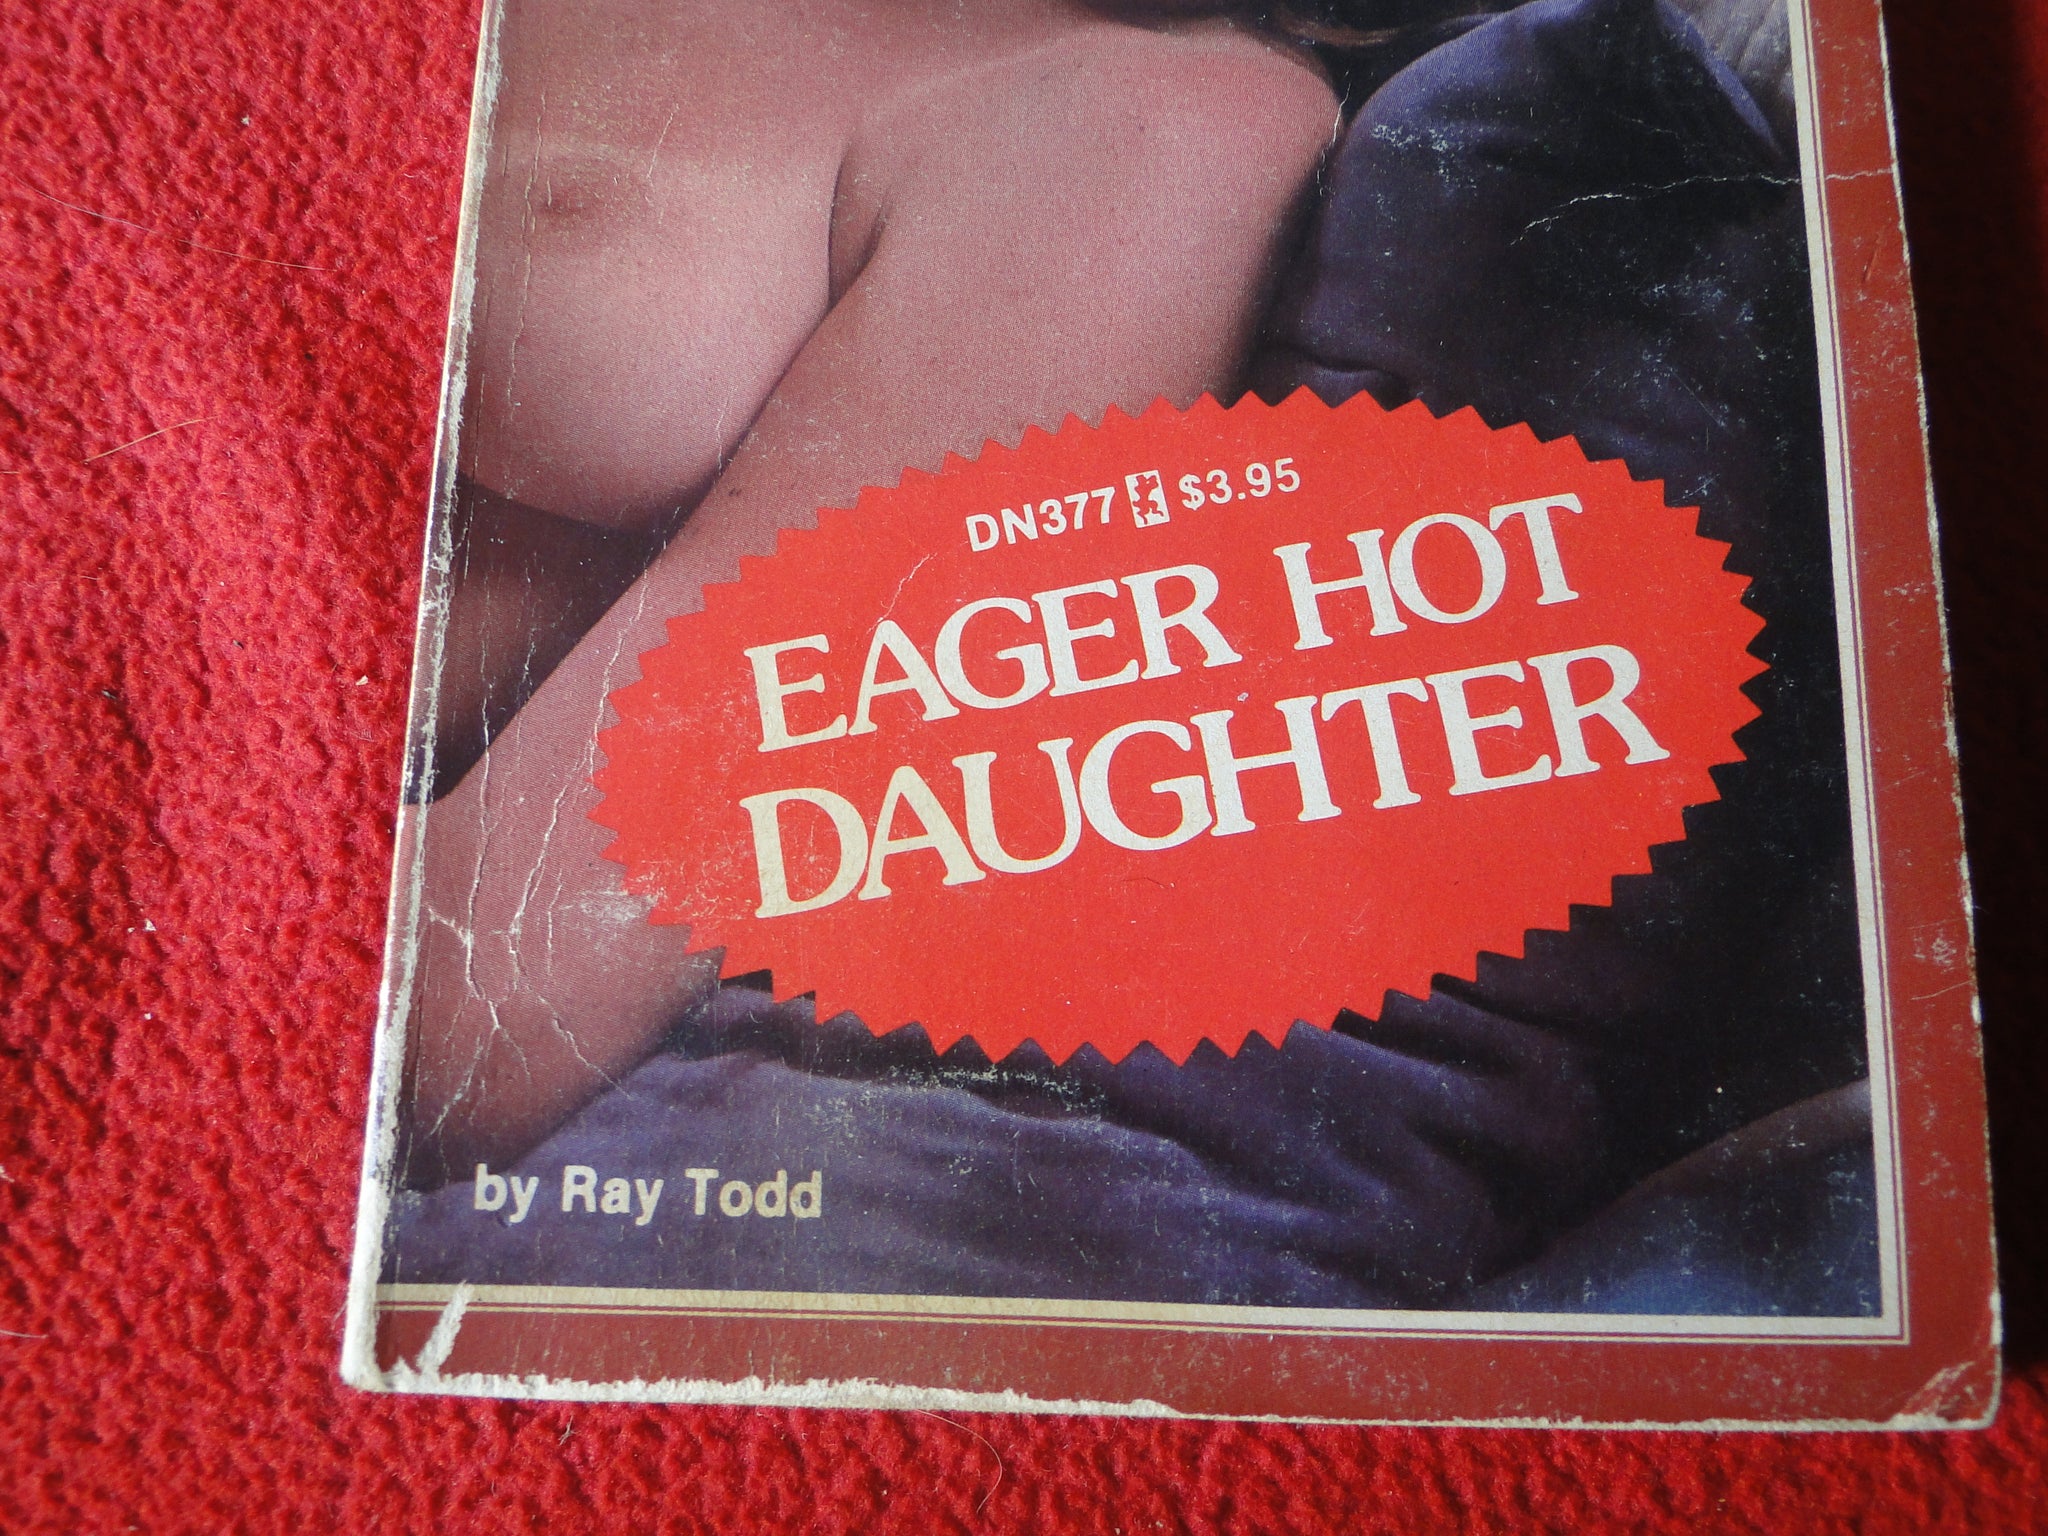 DN377 $3.95
EAGER HOT
DAUGHTER
by Ray Todd